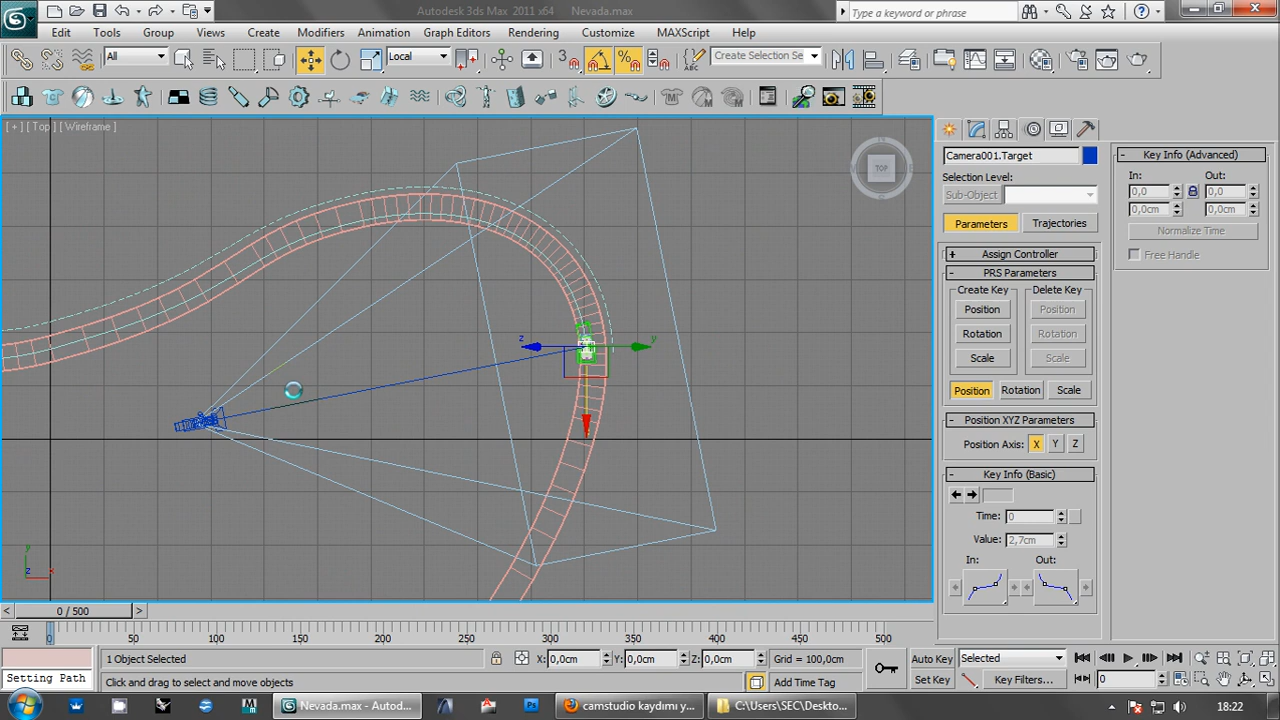 Autodesk 3ds Max 2011 x64 Nevada.max
Type a keyword or phrase
Edit Tools Group Views Create Modifiers Animation Graph Editors Rendering Customize MAXScript Help
All
Local
3
Create Selection Se
[ + ] [ Top ] [ Wireframe ]
TOP
z
y
y
z
x
Camera001.Target
Selection Level:
Sub-Object
Parameters
Trajectories
+ Assign Controller
- PRS Parameters
Create Key
Delete Key
Position
Position
Rotation
Rotation
Scale
Scale
Position
Rotation
Scale
- Position XYZ Parameters
Position Axis: X Y Z
- Key Info (Basic)
Time: 0
Value: 2,7cm
In:
Out:
- Key Info (Advanced)
In:
Out:
0,0
0,0
0,0cm
0,0cm
Normalize Time
Free Handle
< 0 / 500 >
0 50 100 150 200 250 300 350 400 450 500
1 Object Selected
X: 0,0cm Y: 0,0cm Z: 0,0cm
Grid = 100,0cm
Auto Key
Selected
Setting Path
Click and drag to select and move objects
Add Time Tag
Set Key
Key Filters...
0
Nevada.max - Autod...
camstudio kaydımı y...
C:\Users\SEC\Deskto...
18:22